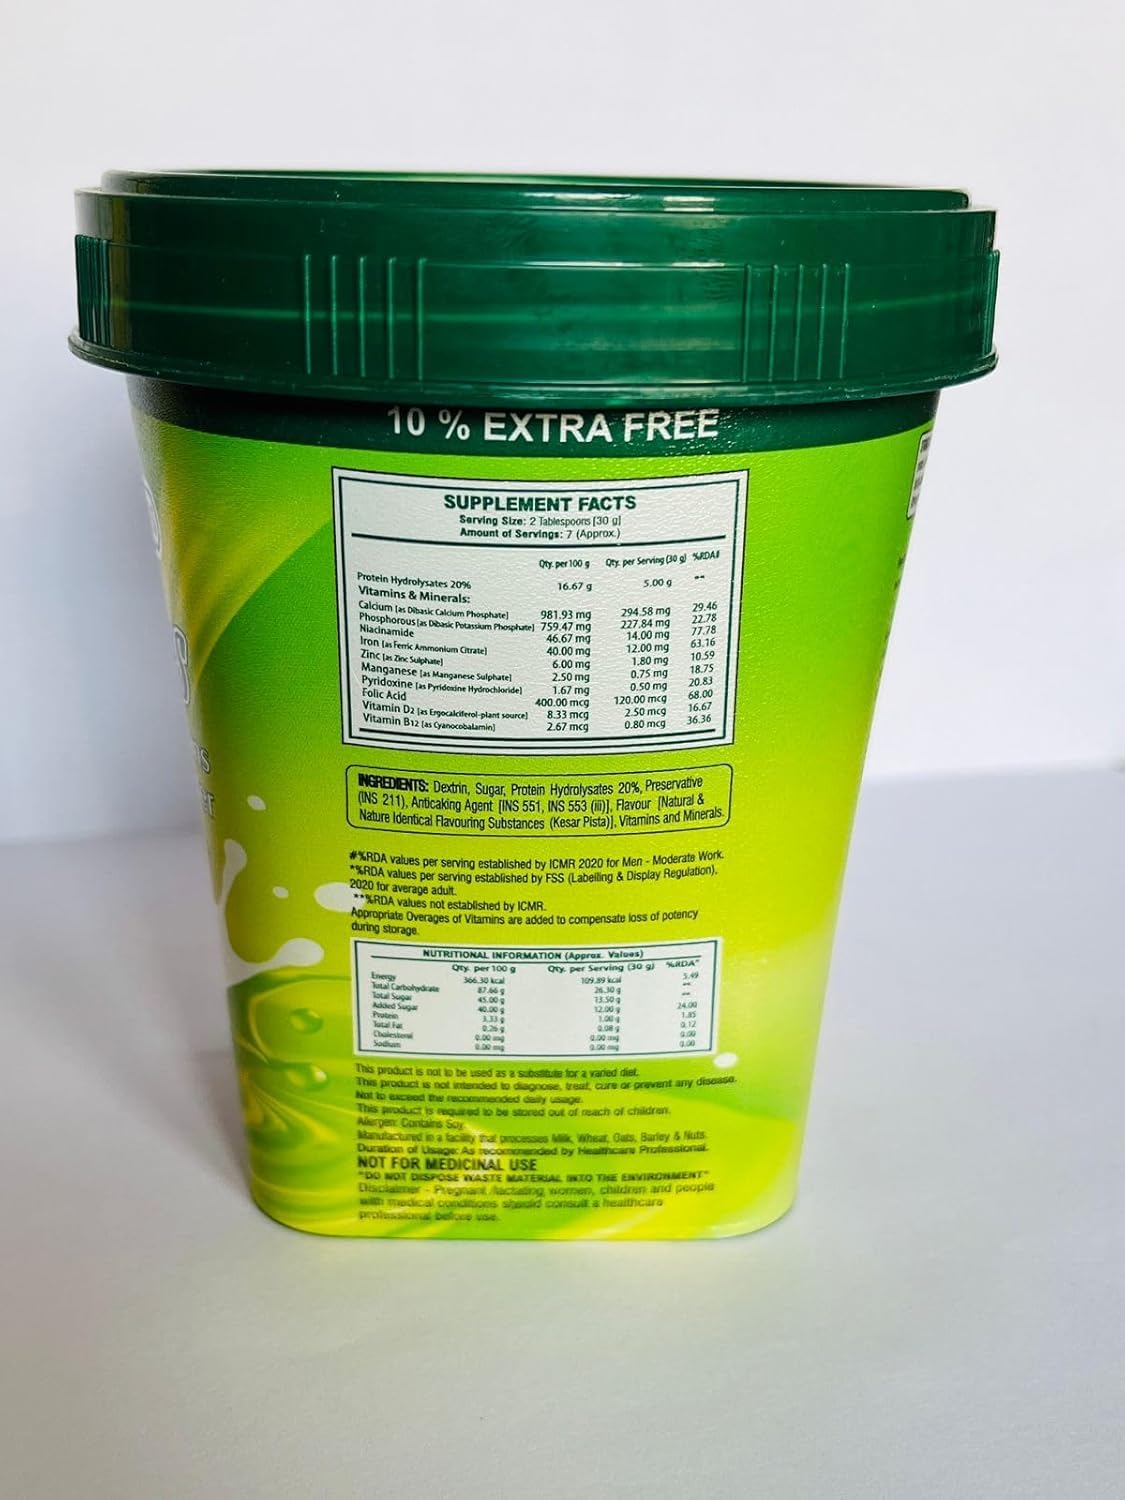 10 % EXTRA FREE
SUPPLEMENT FACTS
Serving Size: 2 Tablespoons [30 g]
Amount of Servings: 7 (Approx.)
Qty. per 100 g Qty. per Serving (30 g) %RDA#
Protein Hydrolysates 20% 16.67 g 5.00 g --
Vitamins & Minerals:
Calcium [as Dibasic Calcium Phosphate] 981.93 mg 294.58 mg 29.46
Phosphorous [as Dibasic Potassium Phosphate] 759.47 mg 227.84 mg 22.78
Niacinamide 46.67 mg 14.00 mg 77.78
Iron [as Ferric Ammonium Citrate] 40.00 mg 12.00 mg 63.16
Zinc [as Zinc Sulphate] 6.00 mg 1.80 mg 10.59
Manganese [as Manganese Sulphate] 2.50 mg 0.75 mg 18.75
Pyridoxine [as Pyridoxine Hydrochloride] 1.67 mg 0.50 mg 20.83
Folic Acid 400.00 mcg 120.00 mcg 68.00
Vitamin D2 [as Ergocalciferol-plant source] 8.33 mcg 2.50 mcg 16.67
Vitamin B12 [as Cyanocobalamin] 2.67 mcg 0.80 mcg 36.36
INGREDIENTS: Dextrin, Sugar, Protein Hydrolysates 20%, Preservative
(INS 211), Anticaking Agent [INS 551, INS 553 (iii)], Flavour [Natural &
Nature Identical Flavouring Substances (Kesar Pista)], Vitamins and Minerals.
#%RDA values per serving established by ICMR 2020 for Men - Moderate Work.
*%RDA values per serving established by FSS (Labeiling & Display Regulation),
2020 for average adult.
**%RDA values not established by ICMR.
Appropriate Overages of Vitamins are added to compensate loss of potency
during storage.
NUTRITIONAL INFORMATION (Approx. Values)
Qty. per 100 g Qty. per Serving (30 g) %RDA*
Energy 366.30 kcal 109.89 kcal 5.49
Total Carbohydrate 87.66 g 26.30 g --
Total Sugar 45.00 g 13.50 g --
Added Sugar 40.00 g 12.00 g 24.00
Protein 3.33 g 1.00 g 1.85
Total Fat 0.26 g 0.08 g 0.12
Cholesterol 0.00 mg 0.00 mg 0.00
Sodium 0.00 mg 0.00 mg 0.00
This product is not to be used as a substitute for a varied diet.
This product is not intended to diagnose, treat, cure or prevent any disease.
Not to exceed the recommended daily usage.
This product is required to be stored out of reach of children.
Allergen: Contains Soy
Manufactured in a facility that processes Milk, Wheat, Oats, Barley & Nuts.
Duration of Usage: As recommended by Healthcare Professional.
NOT FOR MEDICINAL USE
"DO NOT DISPOSE WASTE MATERIAL INTO THE ENVIRONMENT"
Disclaimer - Pregnant /lactating women, children and people
with medical conditions should consult a healthcare
professional before use.